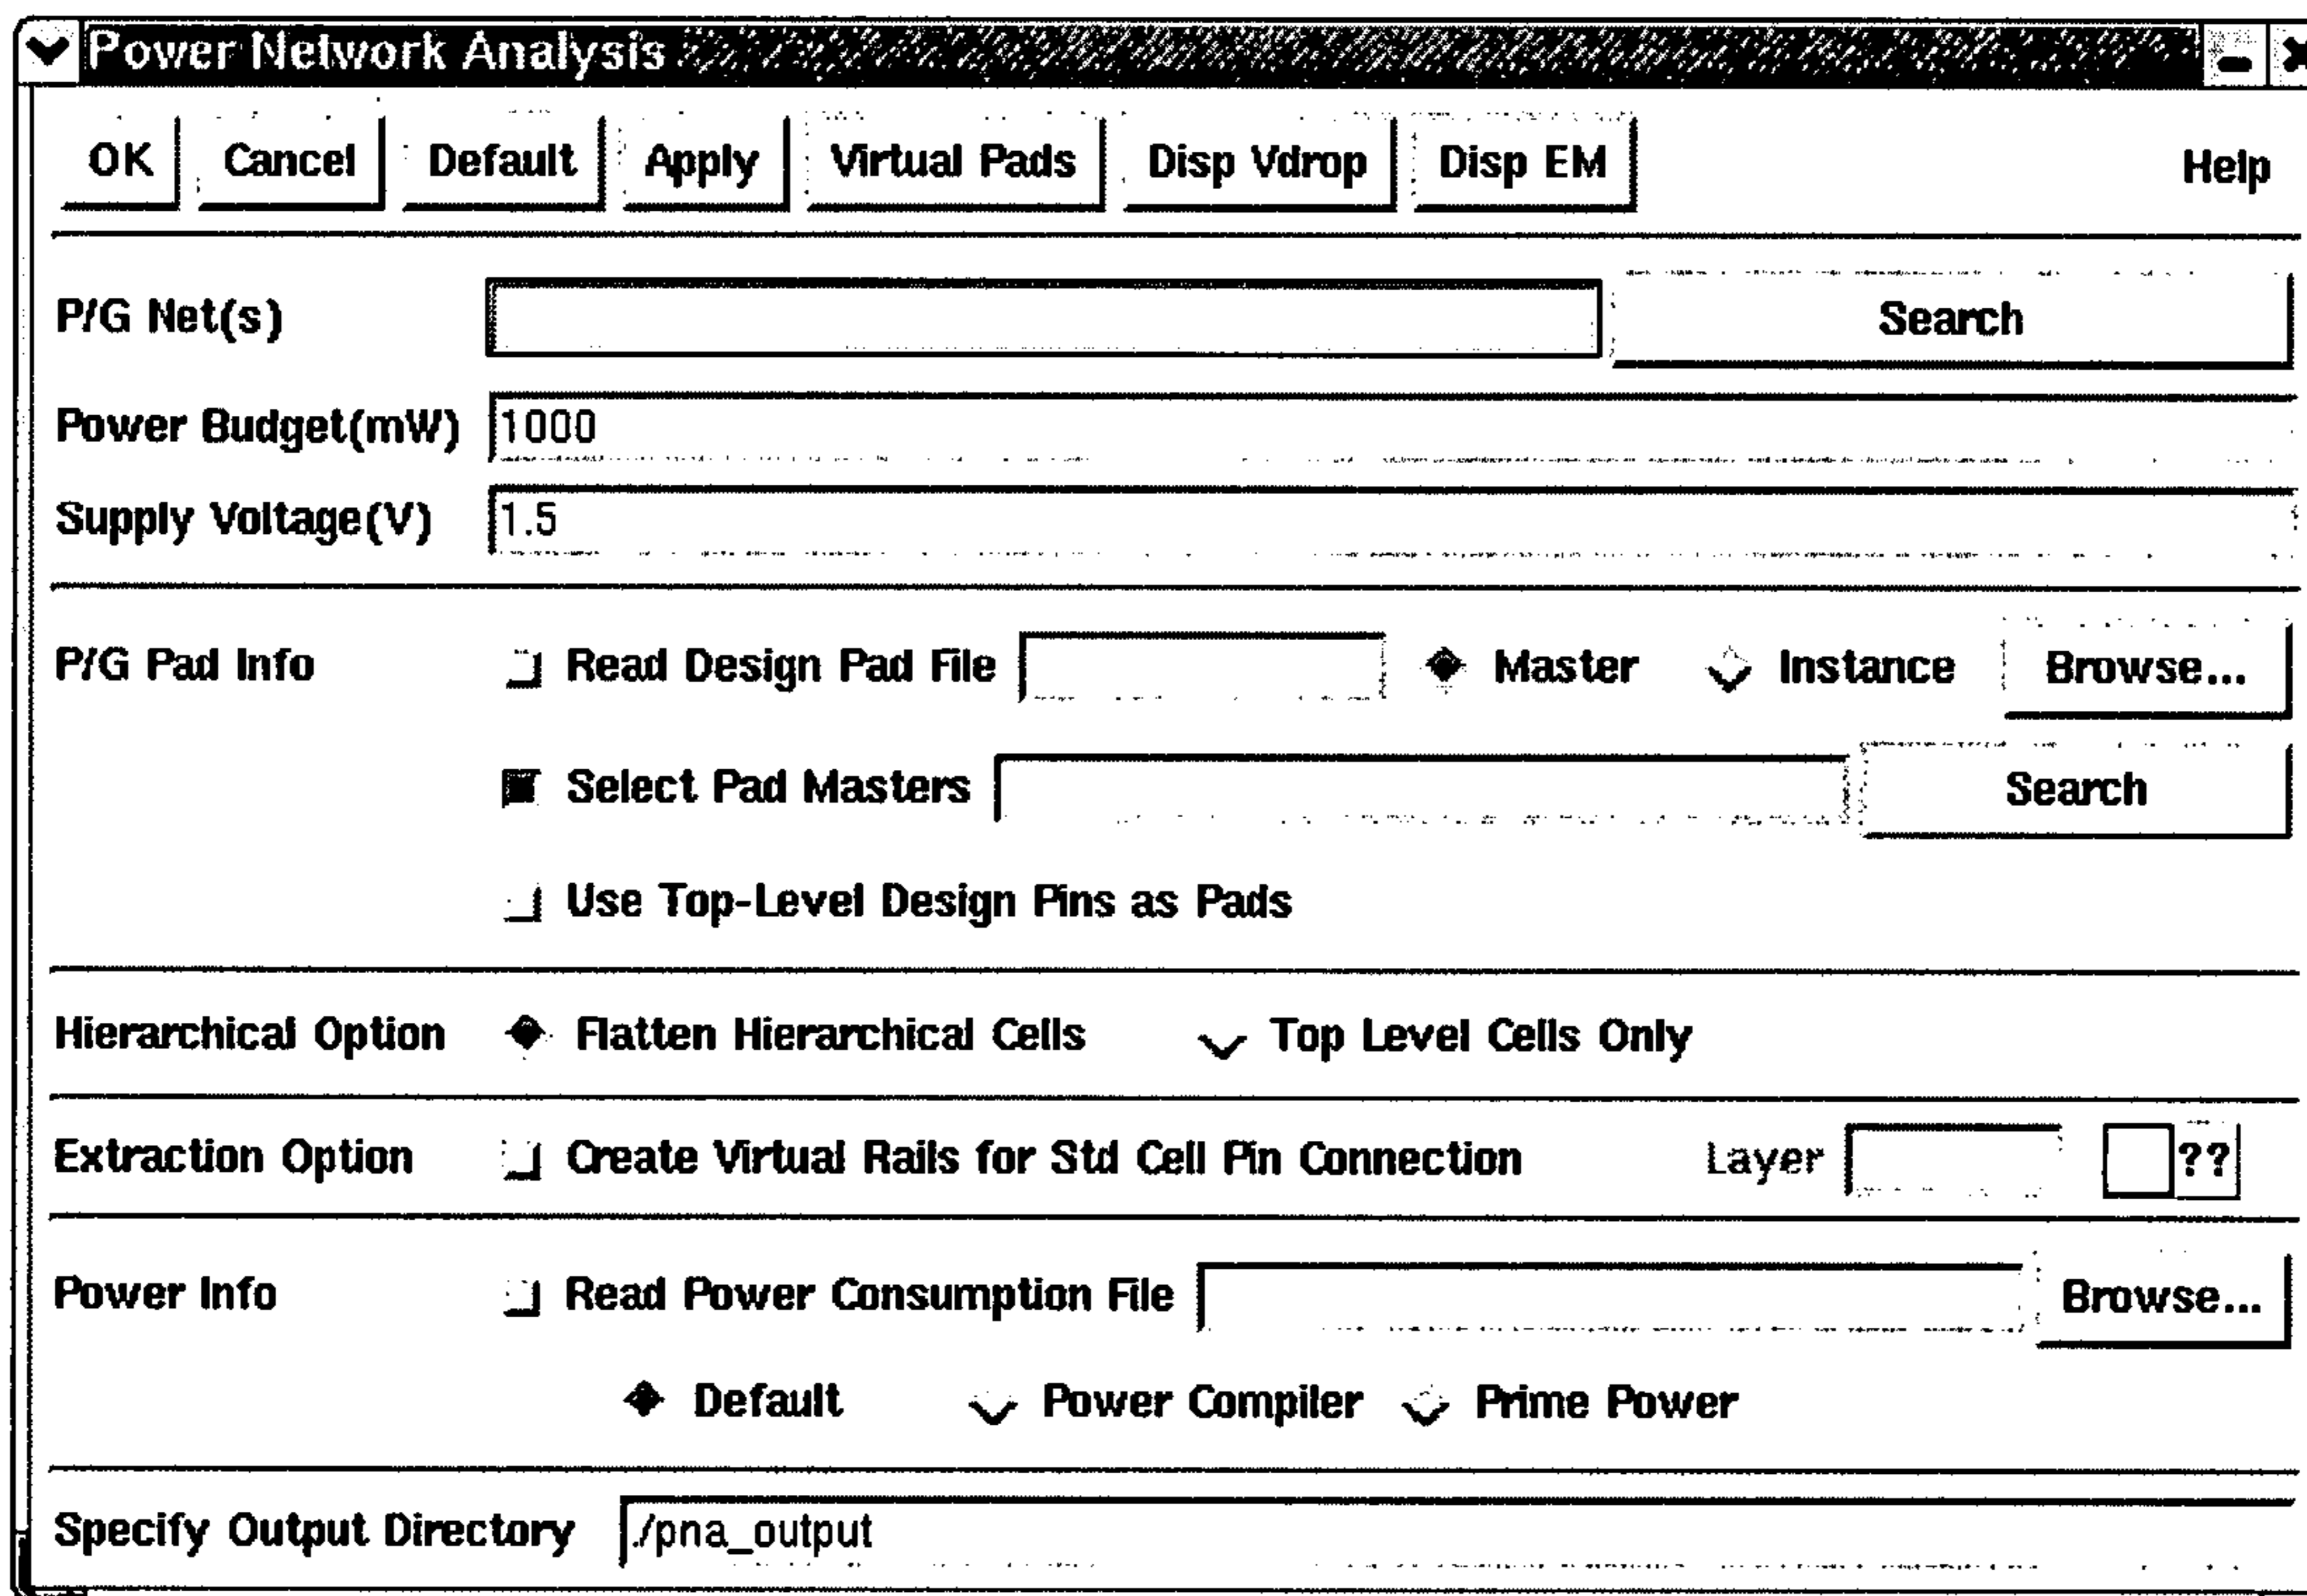 Power Network Analysis
OK Cancel Default Apply Virtual Pads Disp Vdrop Disp EM Help
P/G Net(s) Search
Power Budget(mW) 1000
Supply Voltage(V) 1.5
P/G Pad Info Read Design Pad File Master Instance Browse...
Select Pad Masters Search
Use Top-Level Design Pins as Pads
Hierarchical Option Flatten Hierarchical Cells Top Level Cells Only
Extraction Option Create Virtual Rails for Std Cell Pin Connection Layer ??
Power Info Read Power Consumption File Browse...
Default Power Compiler Prime Power
Specify Output Directory ./pna_output